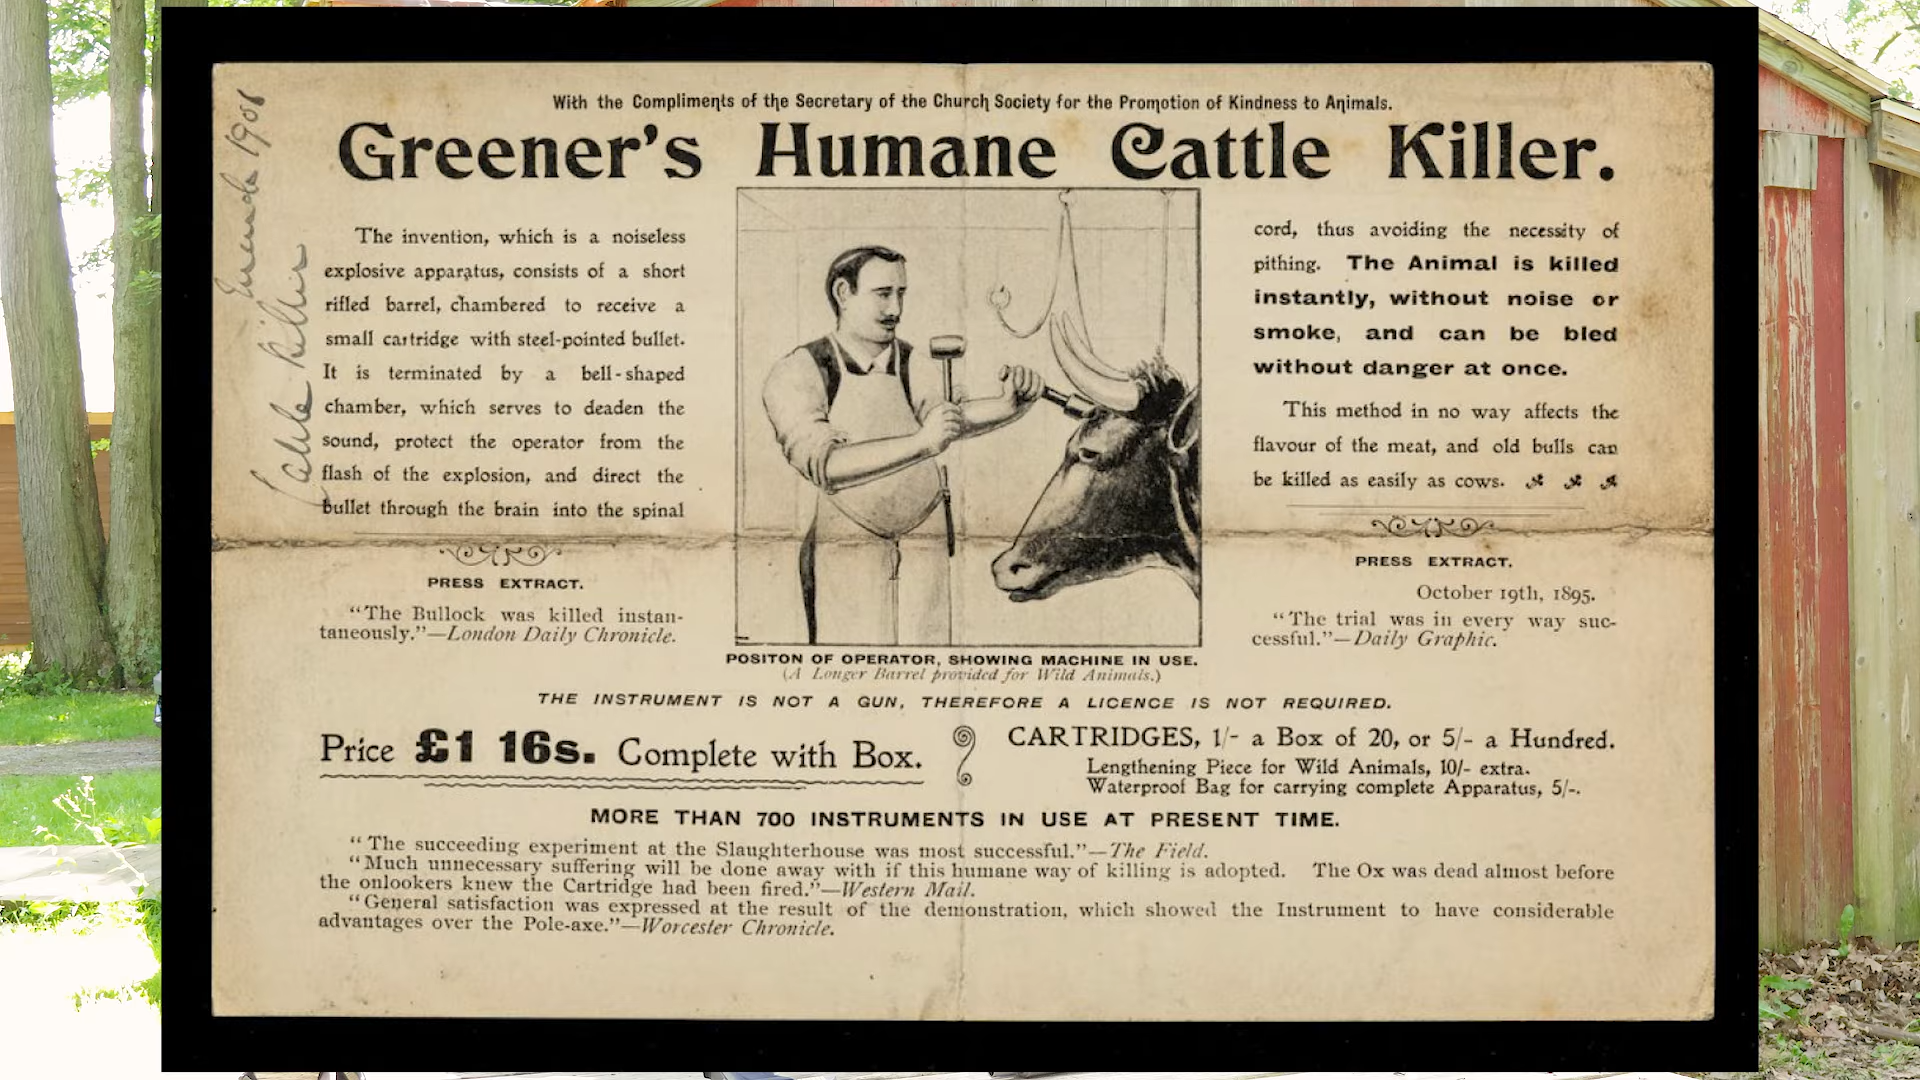 With the Compliments of the Secretary of the Church Society for the Promotion of Kindness to Animals.
Greener's Humane Cattle Killer.
The invention, which is a noiseless
explosive apparatus, consists of a short
rifled barrel, chambered to receive a
small cartridge with steel-pointed bullet.
It is terminated by a bell-shaped
chamber, which serves to deaden the
sound, protect the operator from the
flash of the explosion, and direct the
bullet through the brain into the spinal
PRESS EXTRACT.
"The Bullock was killed instan-
taneously."—London Daily Chronicle.
cord, thus avoiding the necessity of
pithing. The Animal is killed
instantly, without noise or
smoke, and can be bled
without danger at once.
This method in no way affects the
flavour of the meat, and old bulls can
be killed as easily as cows.
PRESS EXTRACT.
October 19th, 1895.
"The trial was in every way suc-
cessful."—Daily Graphic.
POSITON OF OPERATOR, SHOWING MACHINE IN USE.
(A Longer Barrel provided for Wild Animals.)
THE INSTRUMENT IS NOT A GUN, THEREFORE A LICENCE IS NOT REQUIRED.
Price £1 16s. Complete with Box.
CARTRIDGES, 1/- a Box of 20, or 5/- a Hundred.
Lengthening Piece for Wild Animals, 10/- extra.
Waterproof Bag for carrying complete Apparatus, 5/-.
MORE THAN 700 INSTRUMENTS IN USE AT PRESENT TIME.
"The succeeding experiment at the Slaughterhouse was most successful."—The Field.
"Much unnecessary suffering will be done away with if this humane way of killing is adopted. The Ox was dead almost before
the onlookers knew the Cartridge had been fired."—Western Mail.
"General satisfaction was expressed at the result of the demonstration, which showed the Instrument to have considerable
advantages over the Pole-axe."—Worcester Chronicle.
Cattle Killer